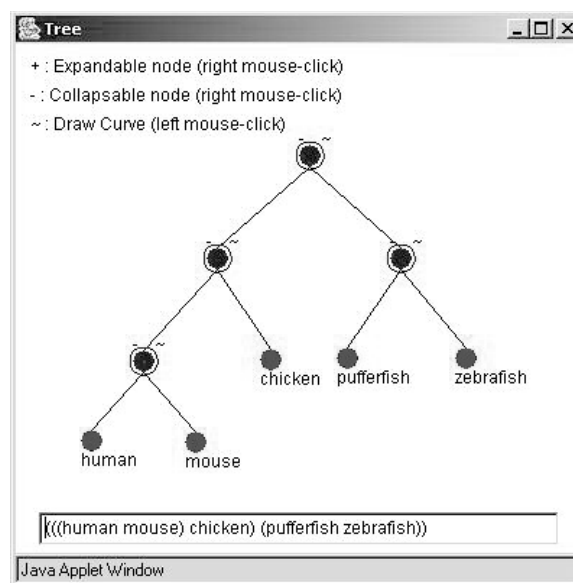 Tree
+ : Expandable node (right mouse-click)
- : Collapsable node (right mouse-click)
~ : Draw Curve (left mouse-click)
- ~
- ~
- ~
- ~
chicken
pufferfish
zebrafish
human
mouse
(((human mouse) chicken) (pufferfish zebrafish))
Java Applet Window